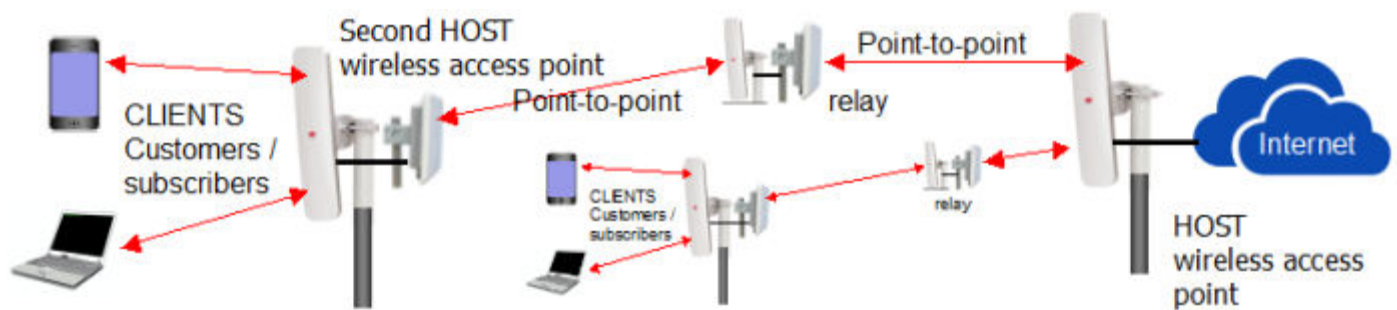 Second HOST
wireless access point
Point-to-point
Point-to-point
relay
CLIENTS
Customers /
subscribers
Internet
CLIENTS
Customers /
subscribers
relay
HOST
wireless access
point